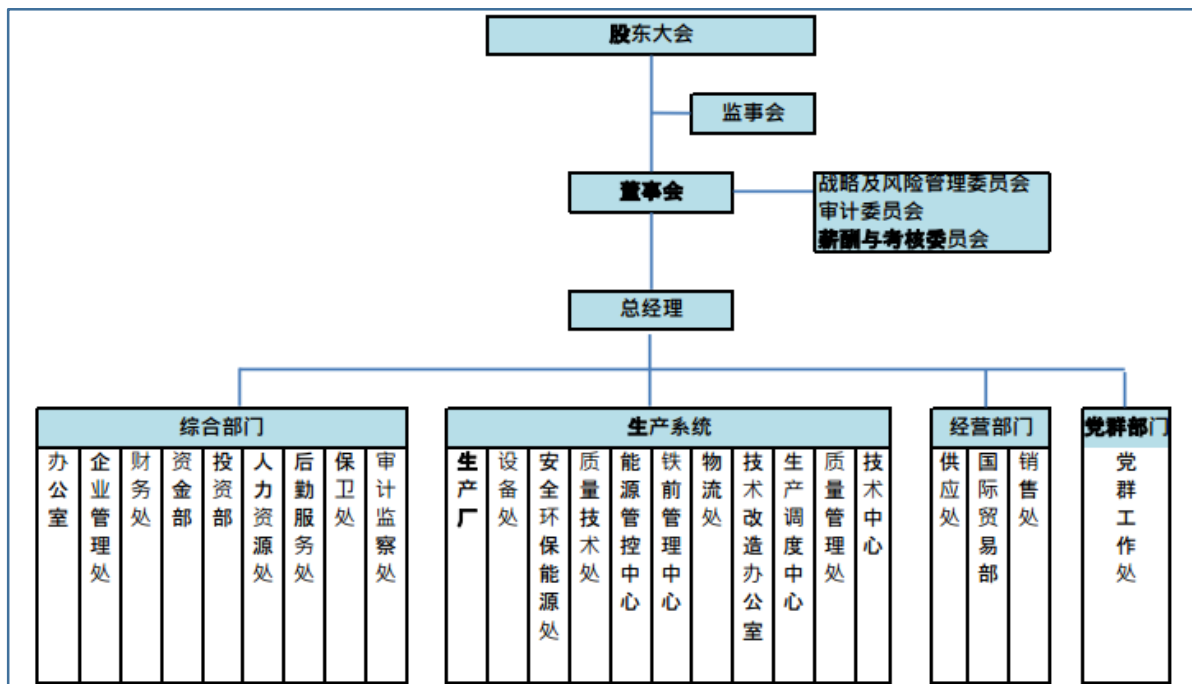 股东大会
监事会
董事会
战略及风险管理委员会
审计委员会
薪酬与考核委员会
总经理
综合部门
办公室
企业管理处
财务处
资金部
投资部
人力资源处
后勤服务处
保卫处
审计监察处
生产系统
生产厂
设备处
安全环保能源处
质量技术处
能源管控中心
铁前管理中心
物流处
技术改造办公室
生产调度中心
质量管理处
技术中心
经营部门
供应处
国际贸易部
销售处
党群部门
党群工作处